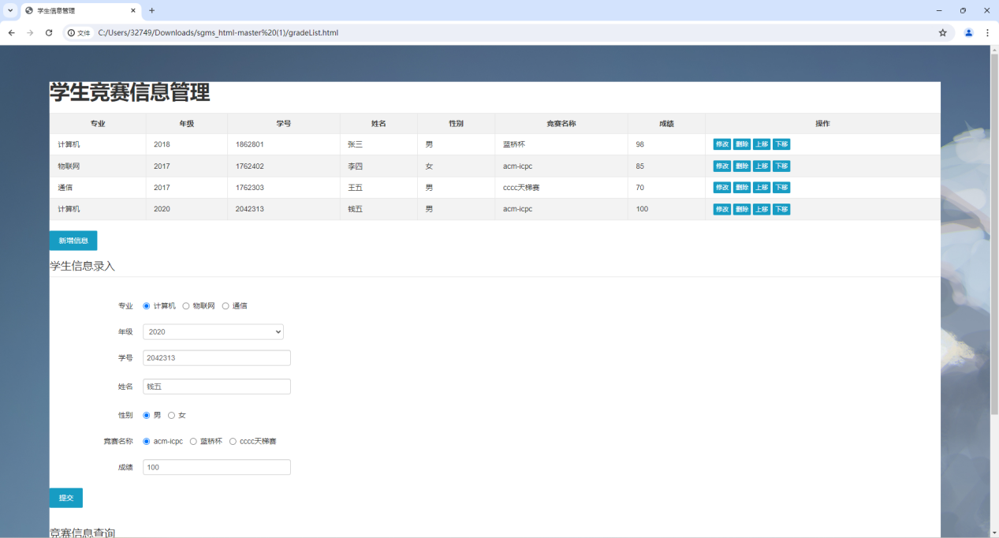 学生信息管理
文件 C:/Users/32749/Downloads/sgms_html-master%20(1)/gradeList.html
学生竞赛信息管理
专业 年级 学号 姓名 性别 竞赛名称 成绩 操作
计算机 2018 1862801 张三 男 蓝桥杯 98 修改 删除 上移 下移
物联网 2017 1762402 李四 女 acm-icpc 85 修改 删除 上移 下移
通信 2017 1762303 王五 男 cccc天梯赛 70 修改 删除 上移 下移
计算机 2020 2042313 钱五 男 acm-icpc 100 修改 删除 上移 下移
新增信息
学生信息录入
专业 计算机 物联网 通信
年级 2020
学号 2042313
姓名 钱五
性别 男 女
竞赛名称 acm-icpc 蓝桥杯 cccc天梯赛
成绩 100
提交
竞赛信息查询